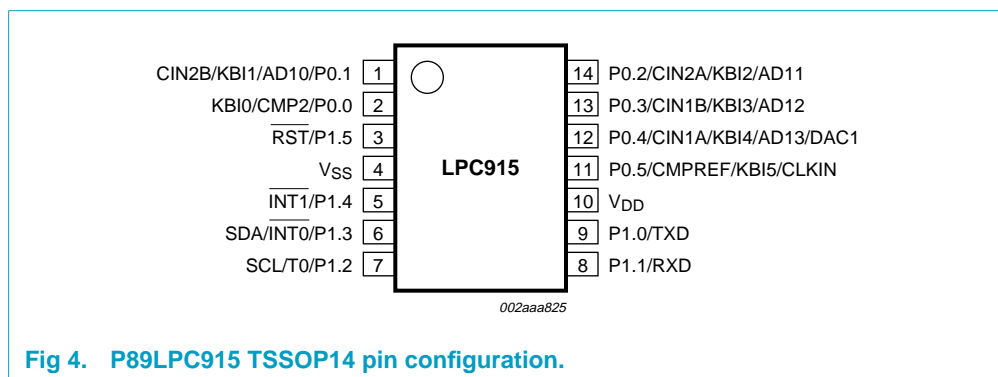 CIN2B/KBI1/AD10/P0.1 1 14 P0.2/CIN2A/KBI2/AD11
KBI0/CMP2/P0.0 2 13 P0.3/CIN1B/KBI3/AD12
RST/P1.5 3 12 P0.4/CIN1A/KBI4/AD13/DAC1
VSS 4 LPC915 11 P0.5/CMPREF/KBI5/CLKIN
INT1/P1.4 5 10 VDD
SDA/INT0/P1.3 6 9 P1.0/TXD
SCL/T0/P1.2 7 8 P1.1/RXD
002aaa825
Fig 4. P89LPC915 TSSOP14 pin configuration.